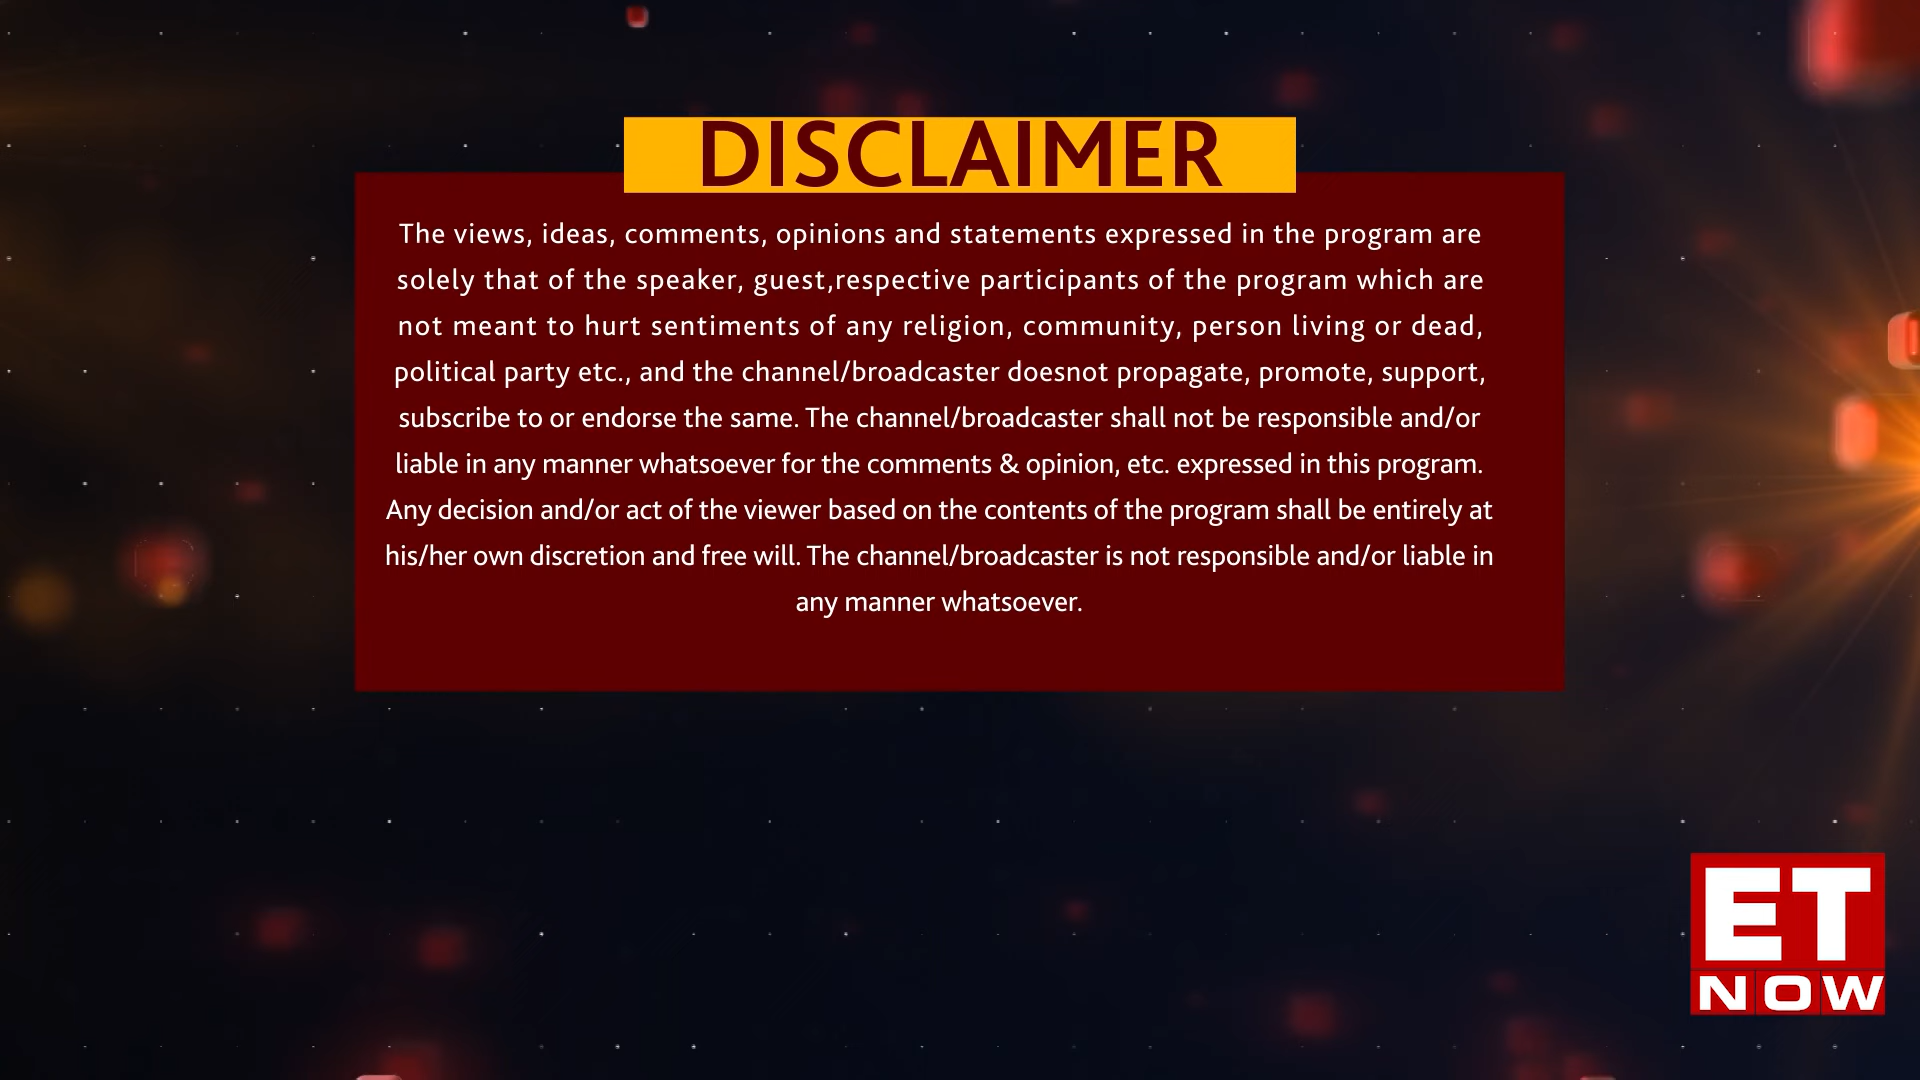 DISCLAIMER
The views, ideas, comments, opinions and statements expressed in the program are
solely that of the speaker, guest,respective participants of the program which are
not meant to hurt sentiments of any religion, community, person living or dead,
political party etc., and the channel/broadcaster doesnot propagate, promote, support,
subscribe to or endorse the same. The channel/broadcaster shall not be responsible and/or
liable in any manner whatsoever for the comments & opinion, etc. expressed in this program.
Any decision and/or act of the viewer based on the contents of the program shall be entirely at
his/her own discretion and free will. The channel/broadcaster is not responsible and/or liable in
any manner whatsoever.
ET
NOW